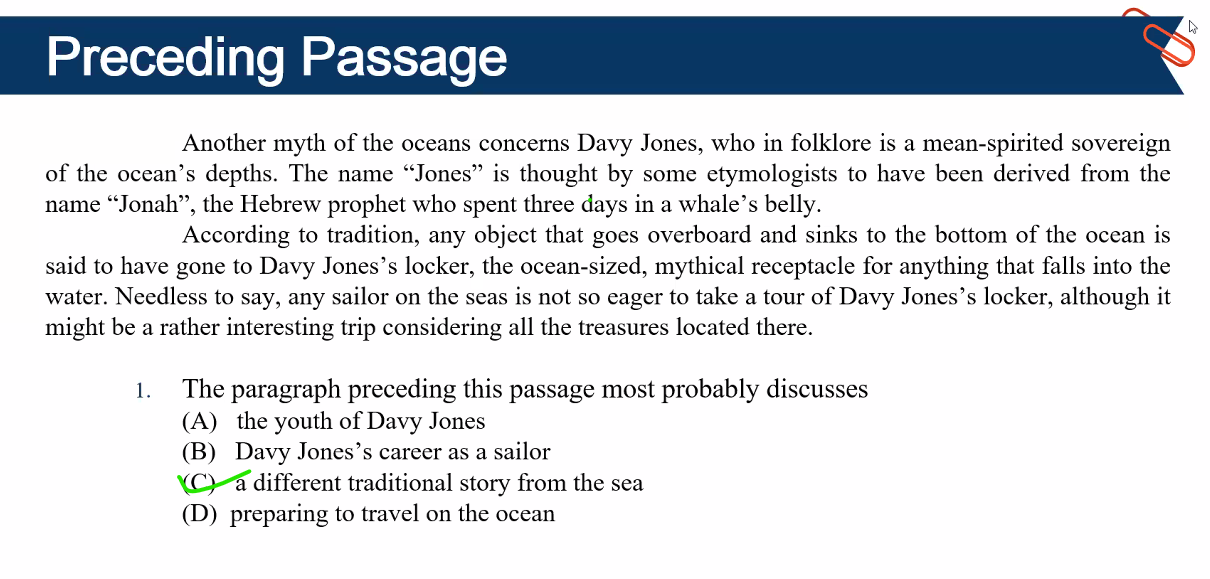 Preceding Passage
Another myth of the oceans concerns Davy Jones, who in folklore is a mean-spirited sovereign
of the ocean’s depths. The name “Jones” is thought by some etymologists to have been derived from the
name “Jonah”, the Hebrew prophet who spent three days in a whale’s belly.
According to tradition, any object that goes overboard and sinks to the bottom of the ocean is
said to have gone to Davy Jones’s locker, the ocean-sized, mythical receptacle for anything that falls into the
water. Needless to say, any sailor on the seas is not so eager to take a tour of Davy Jones’s locker, although it
might be a rather interesting trip considering all the treasures located there.
1. The paragraph preceding this passage most probably discusses
(A) the youth of Davy Jones
(B) Davy Jones’s career as a sailor
(C) a different traditional story from the sea
(D) preparing to travel on the ocean